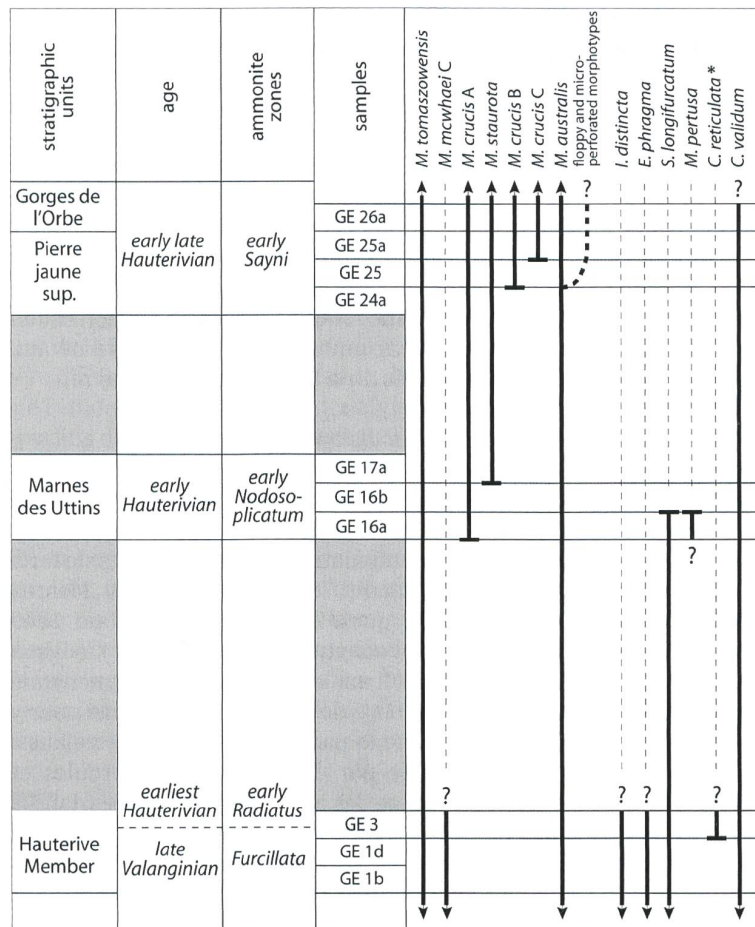 stratigraphic
units
age
ammonite
zones
samples
M. tomaszowensis
M. mcwhaei C
M. crucis A
M. staurota
M. crucis B
M. crucis C
M. australis
floppy and micro-
perforated morphotypes
I. distincta
E. phragma
S. longifurcatum
M. pertusa
C. reticulata *
C. validum
? ?
Gorges de
l'Orbe
Pierre
jaune
sup.
early late
Hauterivian
early
Sayni
GE 26a
GE 25a
GE 25
GE 24a
Marnes
des Uttins
early
Hauterivian
early
Nodoso-
plicatum
GE 17a
GE 16b
GE 16a
?
earliest
Hauterivian
early
Radiatus
? ? ? ?
Hauterive
Member
late
Valanginian
Furcillata
GE 3
GE 1d
GE 1b